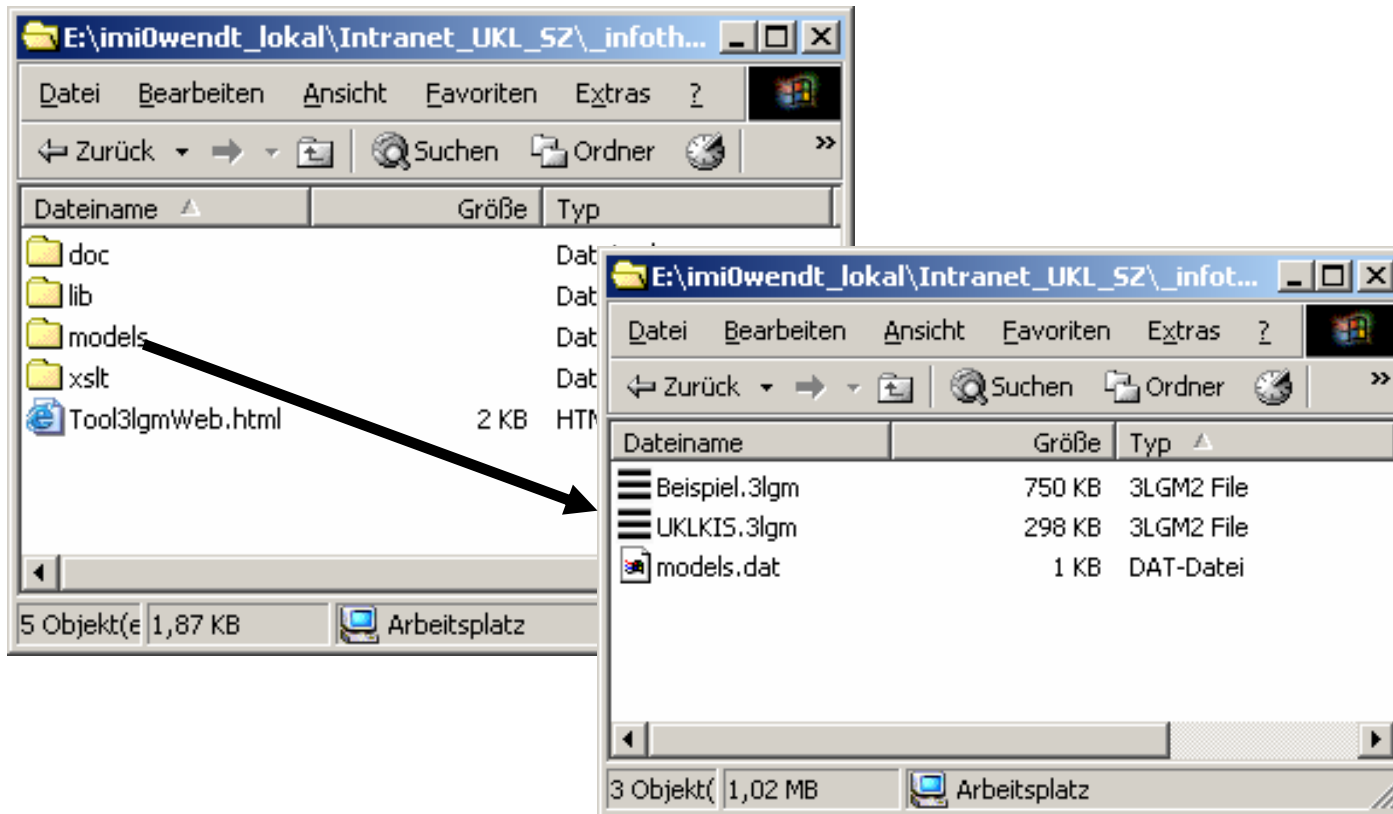 E:\imi0wendt_lokal\Intranet_UKL_SZ\_infoth...
Datei Bearbeiten Ansicht Favoriten Extras ?
Zurück Suchen Ordner »
Dateiname Größe Typ
doc
lib
models
xslt
Tool3lgmWeb.html 2 KB
5 Objekt(e 1,87 KB Arbeitsplatz
E:\imi0wendt_lokal\Intranet_UKL_SZ\_infot...
Datei Bearbeiten Ansicht Favoriten Extras ?
Zurück Suchen Ordner »
Dateiname Größe Typ
Beispiel.3lgm 750 KB 3LGM2 File
UKLKIS.3lgm 298 KB 3LGM2 File
models.dat 1 KB DAT-Datei
3 Objekt( 1,02 MB Arbeitsplatz